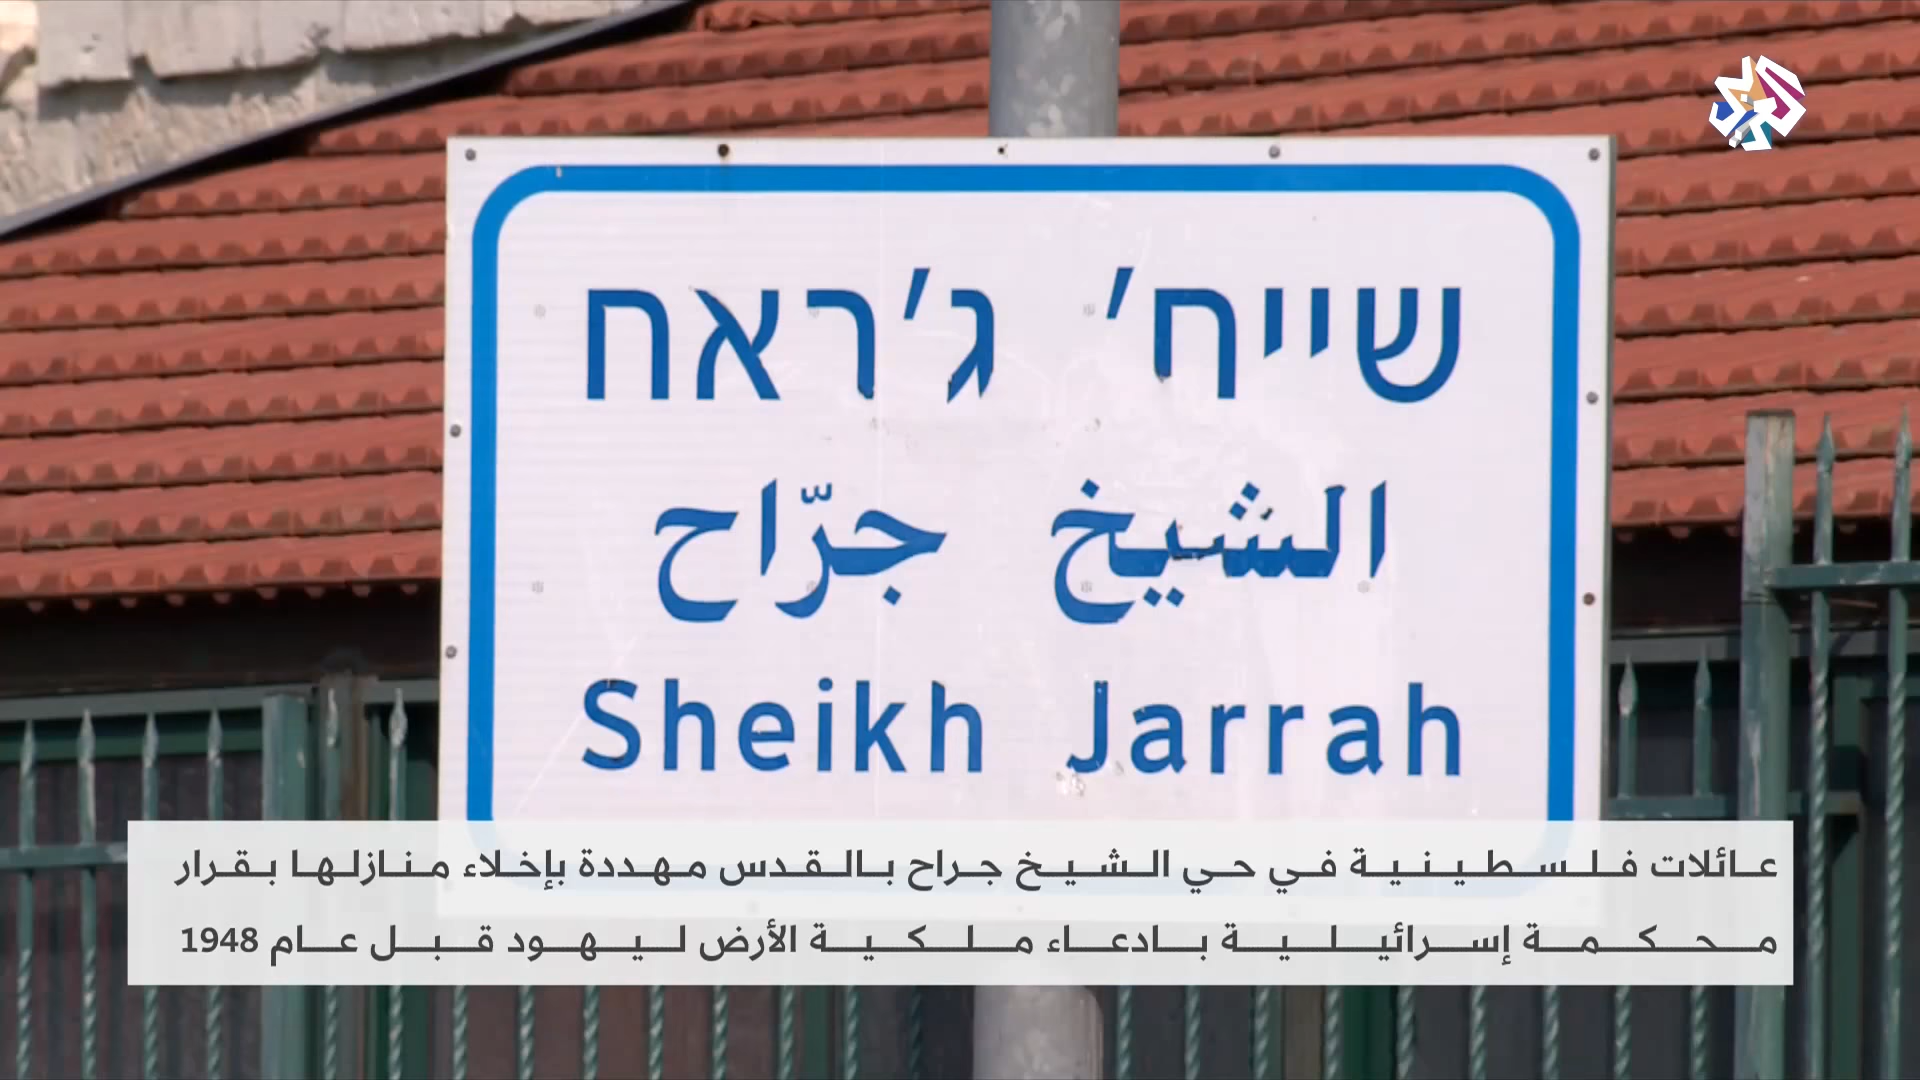 שייח' ג'ראח
الشيخ جرّاح
Sheikh Jarrah
عائلات فلسطينية في حي الشيخ جراح بالقدس مهددة بإخلاء منازلها بقرار
محكمة إسرائيلية بادعاء ملكية الأرض ليهود قبل عام 1948